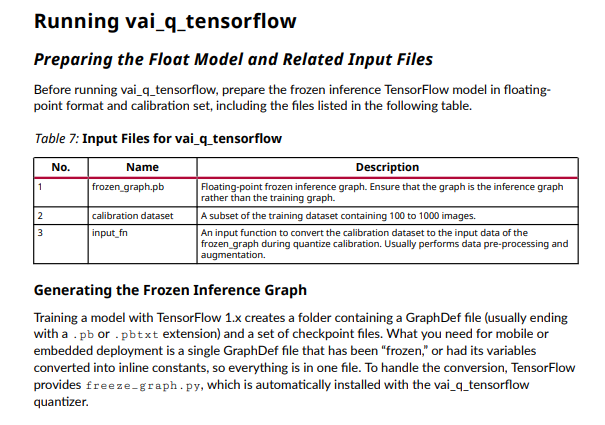 Running vai_q_tensorflow
Preparing the Float Model and Related Input Files
Before running vai_q_tensorflow, prepare the frozen inference TensorFlow model in floating-
point format and calibration set, including the files listed in the following table.
Table 7: Input Files for vai_q_tensorflow
No. Name Description
1 frozen_graph.pb Floating-point frozen inference graph. Ensure that the graph is the inference graph
rather than the training graph.
2 calibration dataset A subset of the training dataset containing 100 to 1000 images.
3 input_fn An input function to convert the calibration dataset to the input data of the
frozen_graph during quantize calibration. Usually performs data pre-processing and
augmentation.
Generating the Frozen Inference Graph
Training a model with TensorFlow 1.x creates a folder containing a GraphDef file (usually ending
with a .pb or .pbtxt extension) and a set of checkpoint files. What you need for mobile or
embedded deployment is a single GraphDef file that has been “frozen,” or had its variables
converted into inline constants, so everything is in one file. To handle the conversion, TensorFlow
provides freeze_graph.py, which is automatically installed with the vai_q_tensorflow
quantizer.